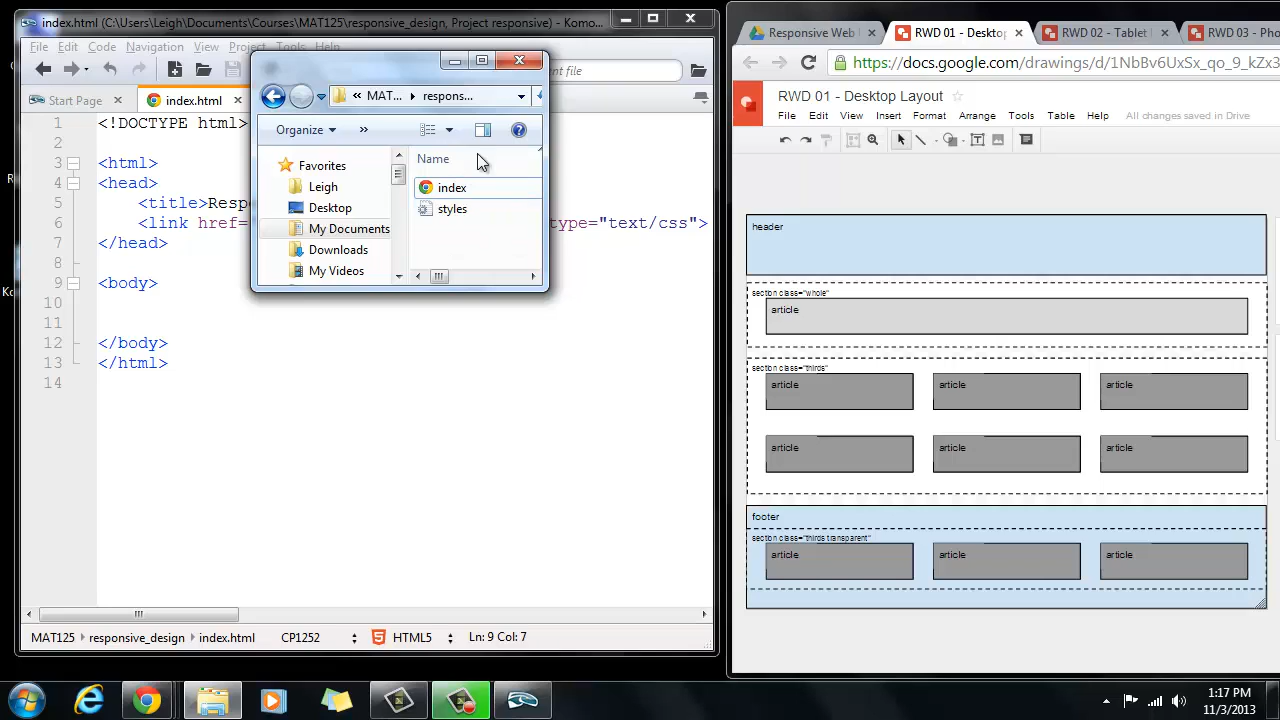 index.html (C:\Users\Leigh\Documents\Courses\MAT125\responsive_design, Project responsive) - Komo...
File Edit Code Navigation View Project Tools Help
nt file
Start Page
index.html
1 <!DOCTYPE html>
2
3 <html>
4 <head>
5 <title>Resp
6 <link href= type="text/css">
7 </head>
8
9 <body>
10
11
12 </body>
13 </html>
14
MAT125 responsive_design index.html CP1252 HTML5 Ln: 9 Col: 7
« MAT... respons...
Organize »
Favorites
Leigh
Desktop
My Documents
Downloads
My Videos
Name
index
styles
Responsive Web
RWD 01 - Desktop
RWD 02 - Tablet
RWD 03 - Pho
https://docs.google.com/drawings/d/1NbBv6UxSx_qo_9_kZx3
RWD 01 - Desktop Layout
File Edit View Insert Format Arrange Tools Table Help All changes saved in Drive
header
section class="whole"
article
section class="thirds"
article article article
article article article
footer
section class="thirds transparent"
article article article
1:17 PM
11/3/2013